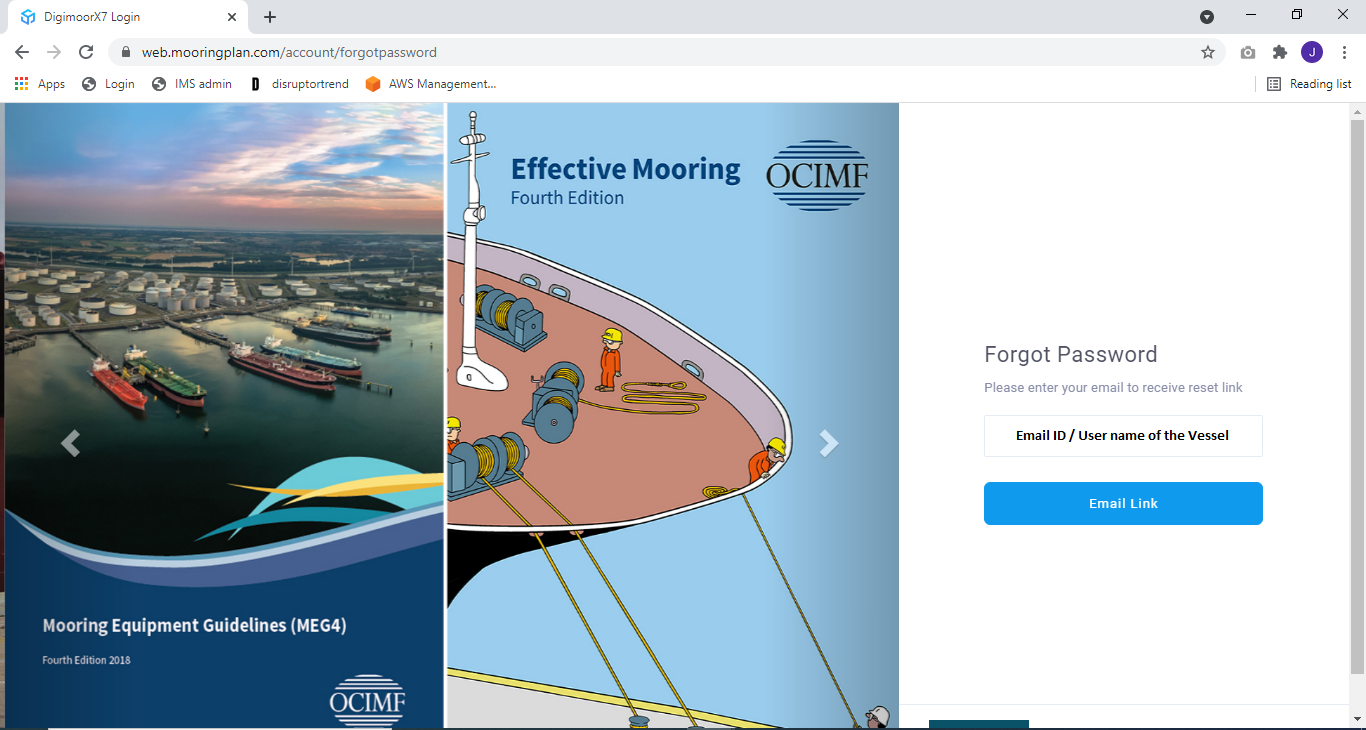 DigimoorX7 Login
web.mooringplan.com/account/forgotpassword
J
Apps
Login
IMS admin
D
disruptortrend
AWS Management...
Reading list
Effective Mooring
Fourth Edition
OCIMF
Mooring Equipment Guidelines (MEG4)
Fourth Edition 2018
OCIMF
Forgot Password
Please enter your email to receive reset link
Email ID / User name of the Vessel
Email Link